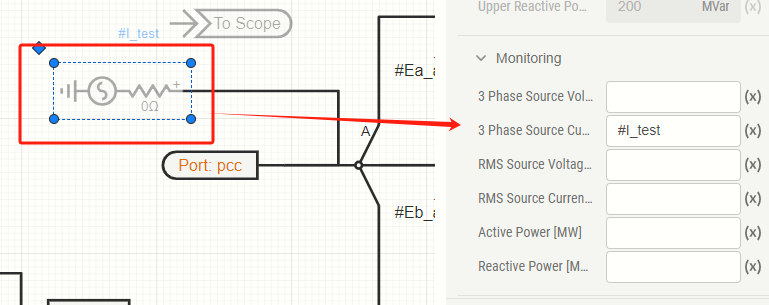 To Scope
#I_test
+
0Ω
#Ea_a
A
Port: pcc
#Eb_a
Upper Reactive Po...
200
MVar
(x)
Monitoring
3 Phase Source Vol...
(x)
3 Phase Source Cu...
#I_test
(x)
RMS Source Voltag...
(x)
RMS Source Curren...
(x)
Active Power [MW]
(x)
Reactive Power [M...
(x)